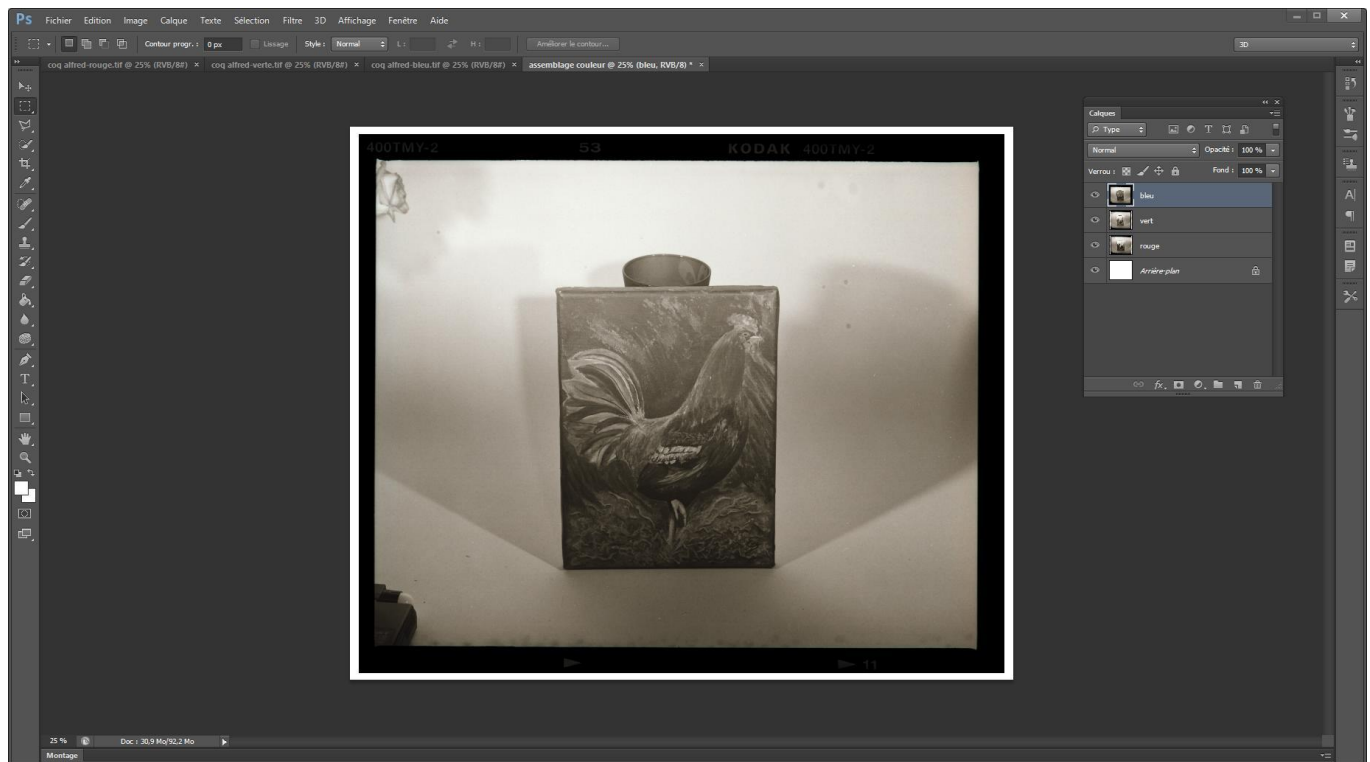 Ps Fichier Edition Image Calque Texte Sélection Filtre 3D Affichage Fenêtre Aide
Contour progr. : 0 px Lissage Style : Normal L : H : Améliorer le contour... 3D
coq alfred-rouge.tif @ 25% (RVB/8#) × coq alfred-verte.tif @ 25% (RVB/8#) × coq alfred-bleu.tif @ 25% (RVB/8#) × assemblage couleur @ 25% (bleu, RVB/8) * ×
Calques
Type
Normal Opacité : 100 %
Verrou : Fond : 100 %
bleu
vert
rouge
Arrière-plan
400TMY-2 53 KODAK 400TMY-2
11
25 % Doc : 30,9 Mo/92,2 Mo
Montage